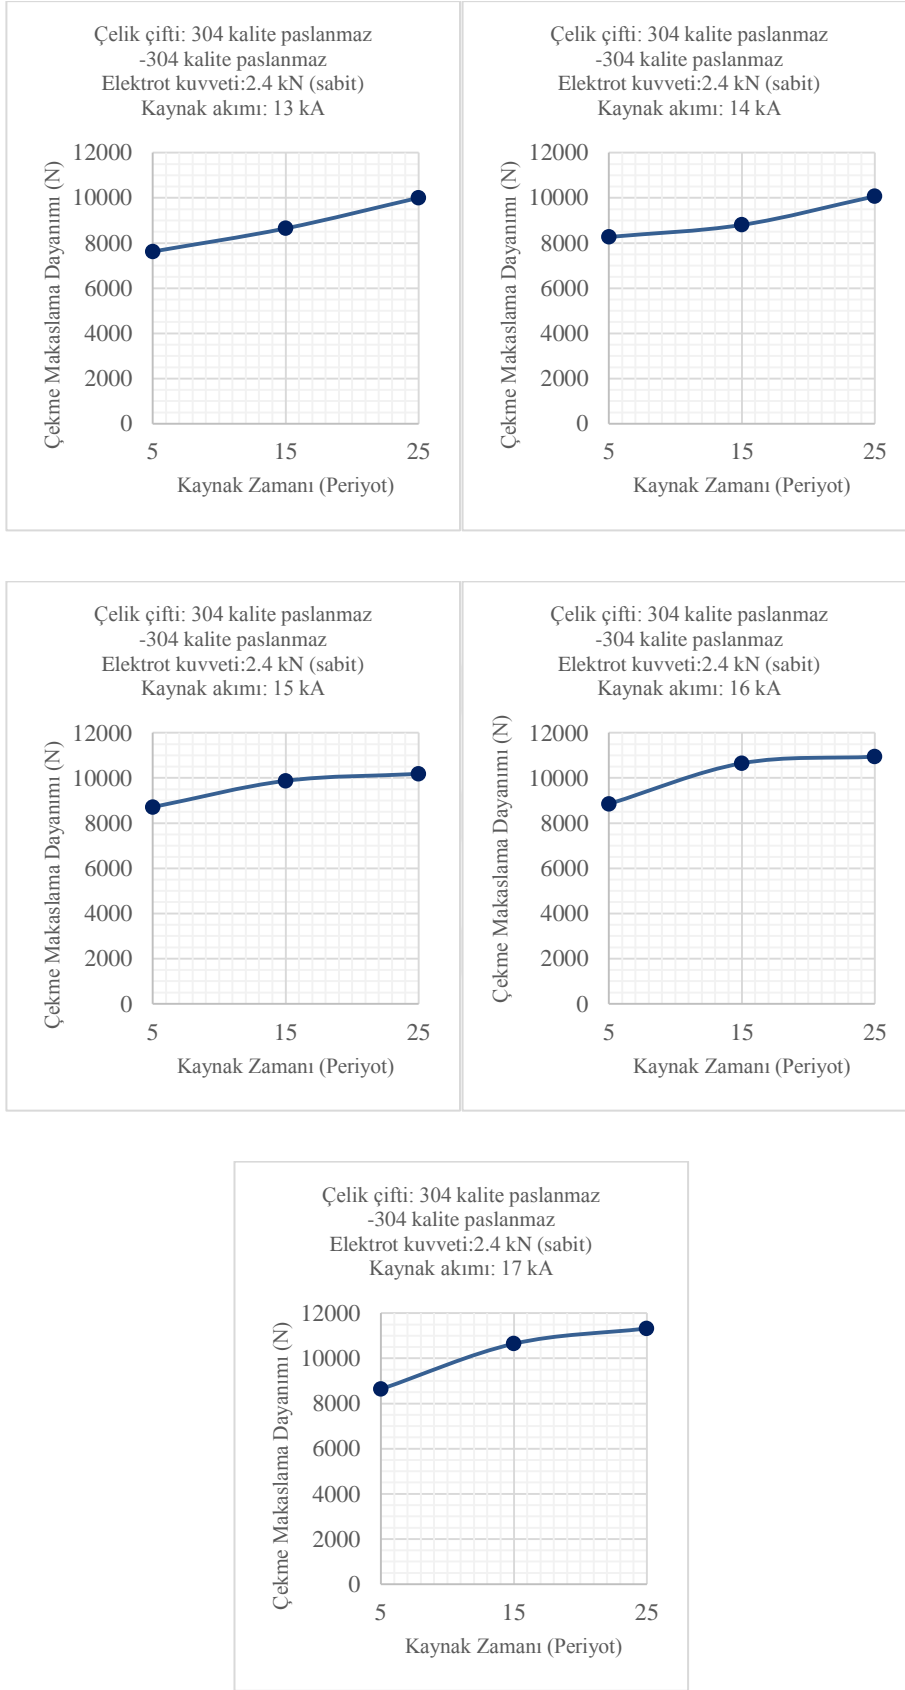 Çelik çifti: 304 kalite paslanmaz
-304 kalite paslanmaz
Elektrot kuvveti:2.4 kN (sabit)
Kaynak akımı: 13 kA
Çekme Makaslama Dayanımı (N)
12000
10000
8000
6000
4000
2000
0
5 15 25
Kaynak Zamanı (Periyot)
Çelik çifti: 304 kalite paslanmaz
-304 kalite paslanmaz
Elektrot kuvveti:2.4 kN (sabit)
Kaynak akımı: 14 kA
Çekme Makaslama Dayanımı (N)
12000
10000
8000
6000
4000
2000
0
5 15 25
Kaynak Zamanı (Periyot)
Çelik çifti: 304 kalite paslanmaz
-304 kalite paslanmaz
Elektrot kuvveti:2.4 kN (sabit)
Kaynak akımı: 15 kA
Çekme Makaslama Dayanımı (N)
12000
10000
8000
6000
4000
2000
0
5 15 25
Kaynak Zamanı (Periyot)
Çelik çifti: 304 kalite paslanmaz
-304 kalite paslanmaz
Elektrot kuvveti:2.4 kN (sabit)
Kaynak akımı: 16 kA
Çekme Makaslama Dayanımı (N)
12000
10000
8000
6000
4000
2000
0
5 15 25
Kaynak Zamanı (Periyot)
Çelik çifti: 304 kalite paslanmaz
-304 kalite paslanmaz
Elektrot kuvveti:2.4 kN (sabit)
Kaynak akımı: 17 kA
Çekme Makaslama Dayanımı (N)
12000
10000
8000
6000
4000
2000
0
5 15 25
Kaynak Zamanı (Periyot)